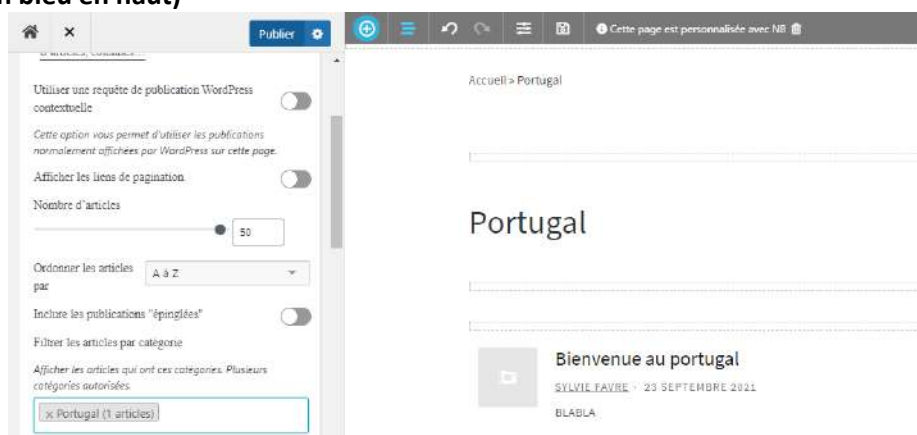 n bleu en haut)
Publier
Cette page est personnalisée avec NB
d'articles, contenus...
Utiliser une requête de publication WordPress
contextuelle
Cette option vous permet d'utiliser les publications
normalement affichées par WordPress sur cette page.
Afficher les liens de pagination
Nombre d'articles
50
Ordonner les articles
par
A à Z
Inclure les publications "épinglées"
Filtrer les articles par catégorie
Afficher les articles qui ont ces catégories. Plusieurs
catégories autorisées.
× Portugal (1 articles)
Accueil » Portugal
Portugal
Bienvenue au portugal
SYLVIE FAVRE - 23 SEPTEMBRE 2021
BLABLA